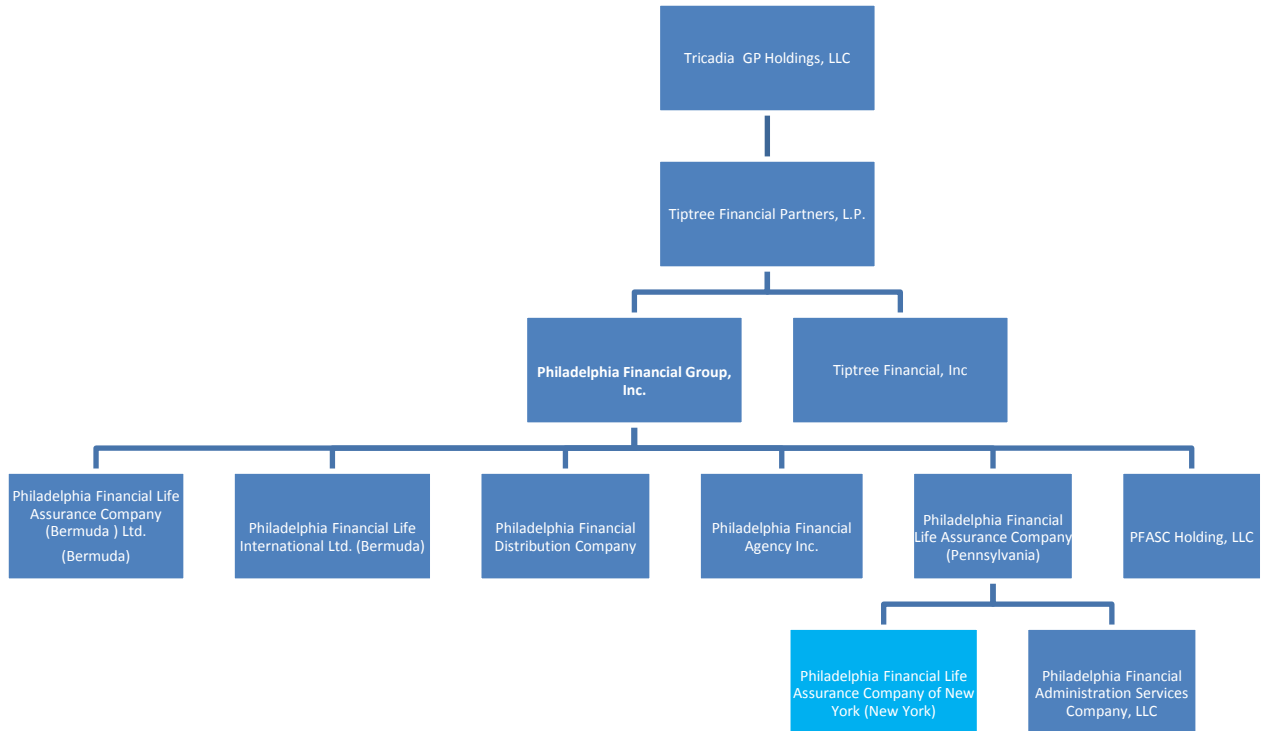 Tricadia  GP Holdings, LLC
Tiptree Financial Partners, L.P.
Philadelphia Financial Group,
Inc.
Tiptree Financial, Inc
Philadelphia Financial Life
Assurance Company
(Bermuda ) Ltd.
(Bermuda)
Philadelphia Financial Life
International Ltd. (Bermuda)
Philadelphia Financial
Distribution Company
Philadelphia Financial
Agency Inc.
Philadelphia Financial
Life Assurance Company
(Pennsylvania)
PFASC Holding, LLC
Philadelphia Financial Life
Assurance Company of New
York (New York)
Philadelphia Financial
Administration Services
Company, LLC